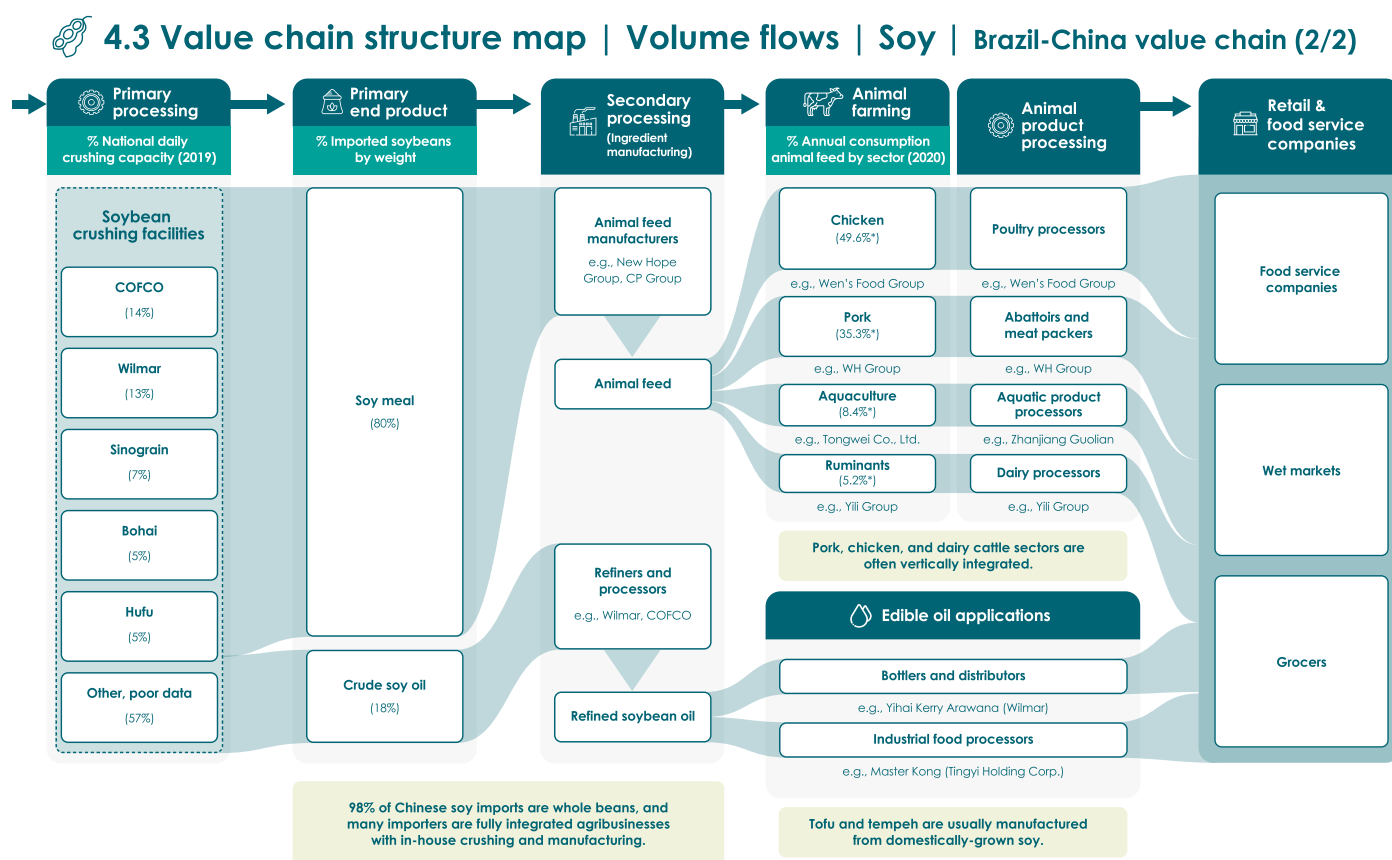 4.3 Value chain structure map | Volume flows | Soy | Brazil-China value chain (2/2)
Primary
processing
% National daily
crushing capacity (2019)
Soybean
crushing facilities
COFCO
(14%)
Wilmar
(13%)
Sinograin
(7%)
Bohai
(5%)
Hufu
(5%)
Other, poor data
(57%)
Primary
end product
% Imported soybeans
by weight
Soy meal
(80%)
Crude soy oil
(18%)
98% of Chinese soy imports are whole beans, and
many importers are fully integrated agribusinesses
with in-house crushing and manufacturing.
Secondary
processing
(Ingredient
manufacturing)
Animal feed
manufacturers
e.g., New Hope
Group, CP Group
Animal feed
Refiners and
processors
e.g., Wilmar, COFCO
Refined soybean oil
Animal
farming
% Annual consumption
animal feed by sector (2020)
Chicken
(49.6%*)
e.g., Wen's Food Group
Pork
(35.3%*)
e.g., WH Group
Aquaculture
(8.4%*)
e.g., Tongwei Co., Ltd.
Ruminants
(5.2%*)
e.g., Yili Group
Animal
product
processing
Poultry processors
e.g., Wen's Food Group
Abattoirs and
meat packers
e.g., WH Group
Aquatic product
processors
e.g., Zhanjiang Guolian
Dairy processors
e.g., Yili Group
Pork, chicken, and dairy cattle sectors are
often vertically integrated.
Edible oil applications
Bottlers and distributors
e.g., Yihai Kerry Arawana (Wilmar)
Industrial food processors
e.g., Master Kong (Tingyi Holding Corp.)
Tofu and tempeh are usually manufactured
from domestically-grown soy.
Retail &
food service
companies
Food service
companies
Wet markets
Grocers